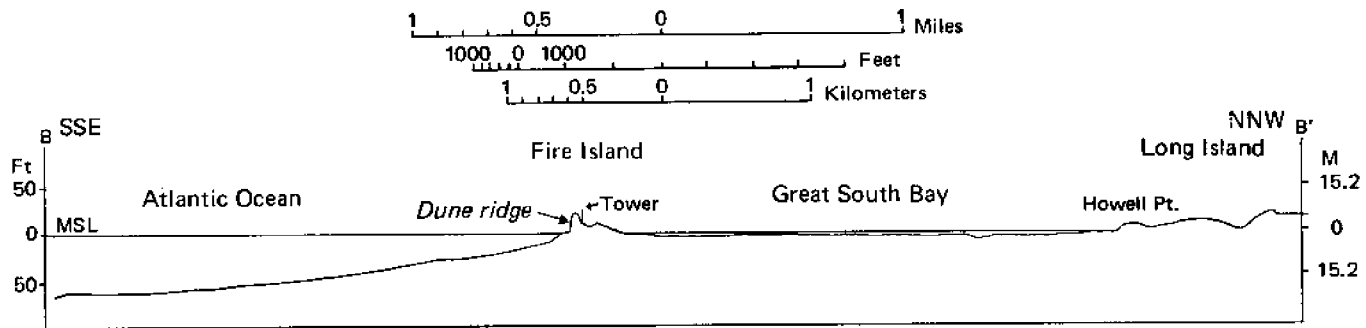 1 0.5 0 1 Miles
1000 0 1000 Feet
1 0.5 0 1 Kilometers
B SSE NNW B'
Fire Island Long Island
Ft M
50 Atlantic Ocean Dune ridge Tower Great South Bay Howell Pt. 15.2
MSL
0 0
50 15.2